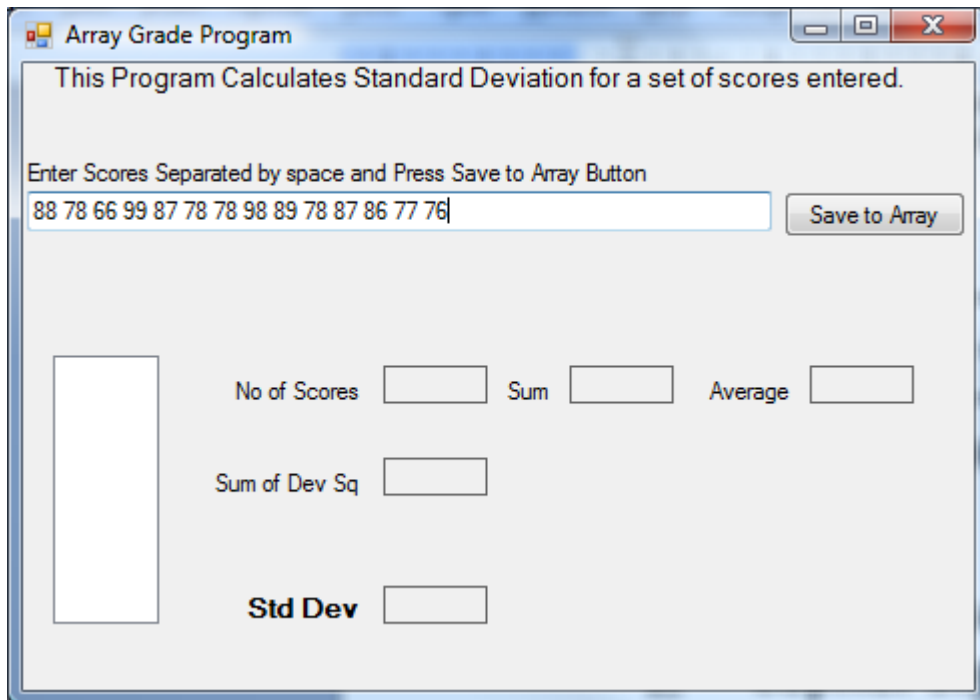 Array Grade Program
This Program Calculates Standard Deviation for a set of scores entered.
Enter Scores Separated by space and Press Save to Array Button
88 78 66 99 87 78 78 98 89 78 87 86 77 76
Save to Array
No of Scores
Sum
Average
Sum of Dev Sq
Std Dev